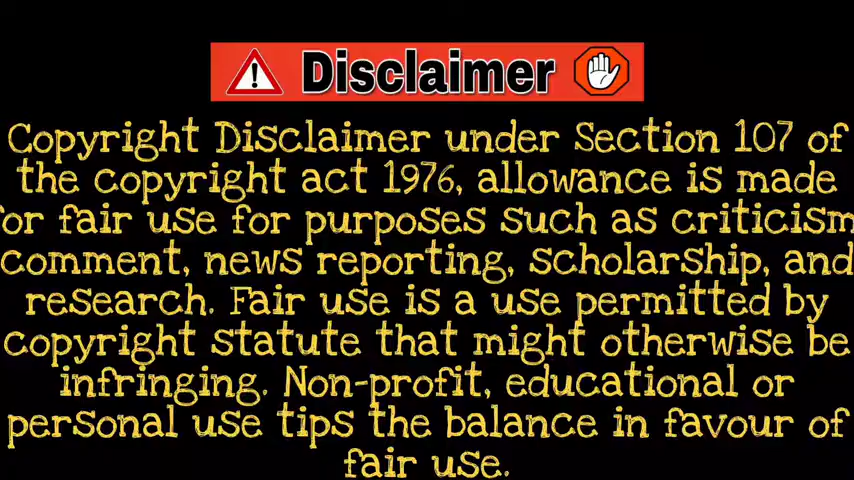 Disclaimer
Copyright Disclaimer under Section 107 of
the copyright act 1976, allowance is made
for fair use for purposes such as criticism
comment, news reporting, scholarship, and
research. Fair use is a use permitted by
copyright statute that might otherwise be
infringing. Non-profit, educational or
personal use tips the balance in favour of
fair use.